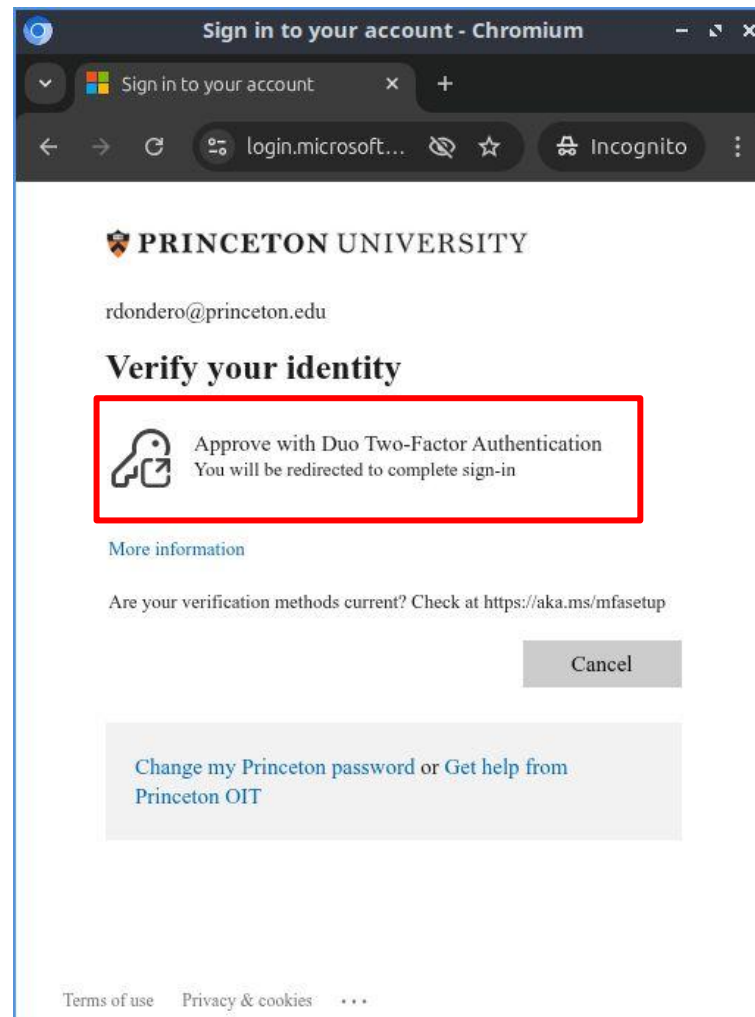 Sign in to your account - Chromium
Sign in to your account
login.microsoft... Incognito
PRINCETON UNIVERSITY
rdondero@princeton.edu
Verify your identity
Approve with Duo Two-Factor Authentication
You will be redirected to complete sign-in
More information
Are your verification methods current? Check at https://aka.ms/mfasetup
Cancel
Change my Princeton password or Get help from
Princeton OIT
Terms of use Privacy & cookies ...